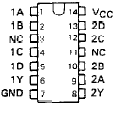 1A 1 14 VCC
1B 2 13 2D
NC 3 12 2C
1C 4 11 NC
1D 5 10 2B
1Y 6 9 2A
GND 7 8 2Y